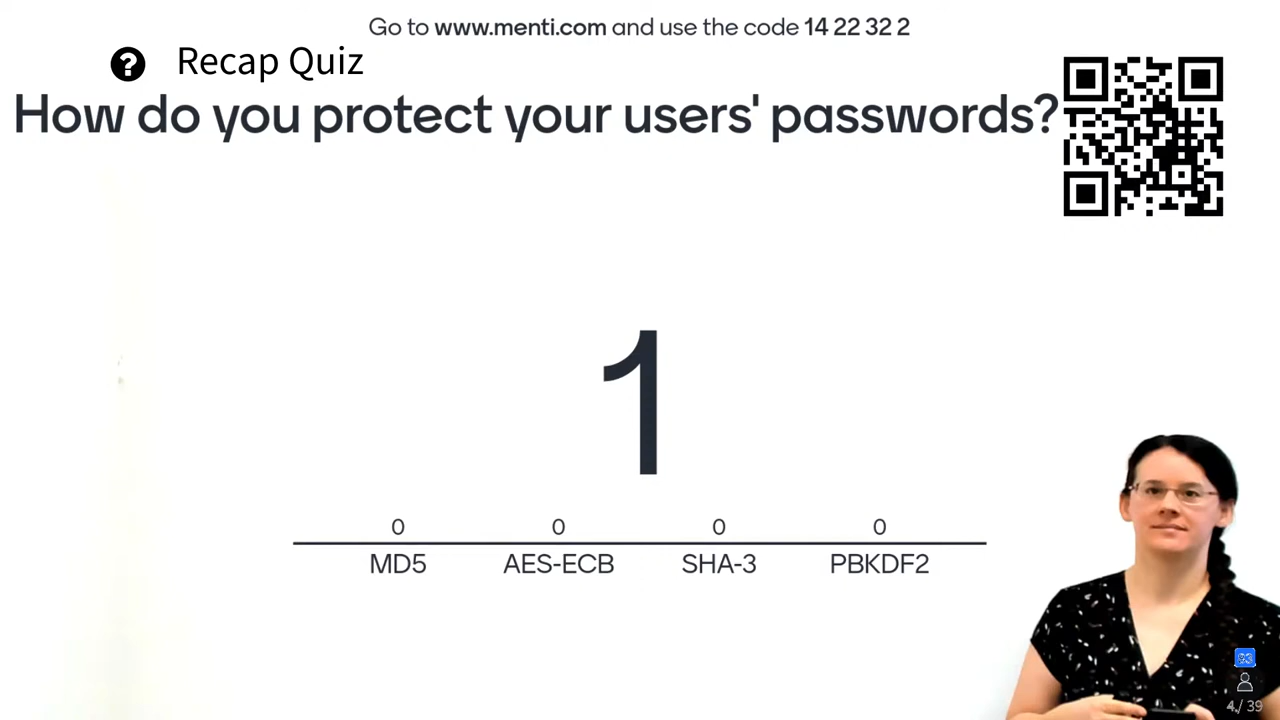 Go to www.menti.com and use the code 14 22 32 2
? Recap Quiz
How do you protect your users' passwords?
1
0 0 0 0
MD5 AES-ECB SHA-3 PBKDF2
93
4 / 39